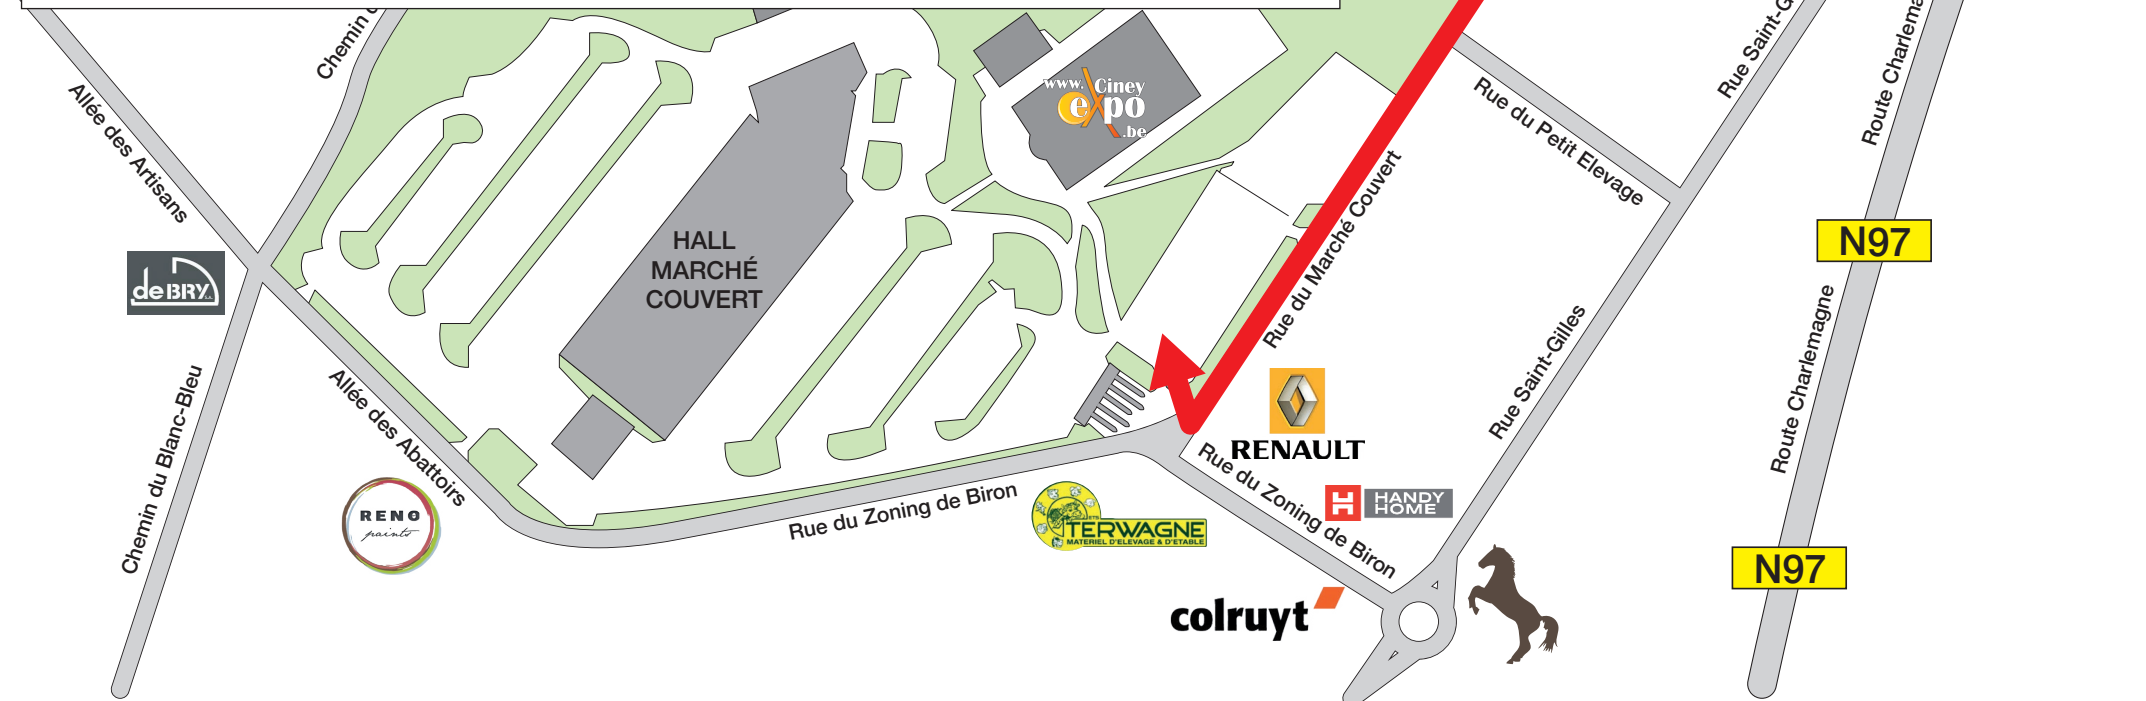 Chemin
Rue Saint-G
Route Charlema
Allée des Artisans
www.Ciney
expo
.be
Rue du Petit Elevage
Rue du Marché Couvert
N97
HALL
MARCHÉ
COUVERT
deBRY
Chemin du Blanc-Bleu
Allée des Abattoirs
Rue Saint-Gilles
Route Charlemagne
RENAULT
RENO
paints
Rue du Zoning de Biron
TERWAGNE
MATERIEL D'ELEVAGE & D'ETABLE
Rue du Zoning de Biron
HANDY
HOME
N97
colruyt